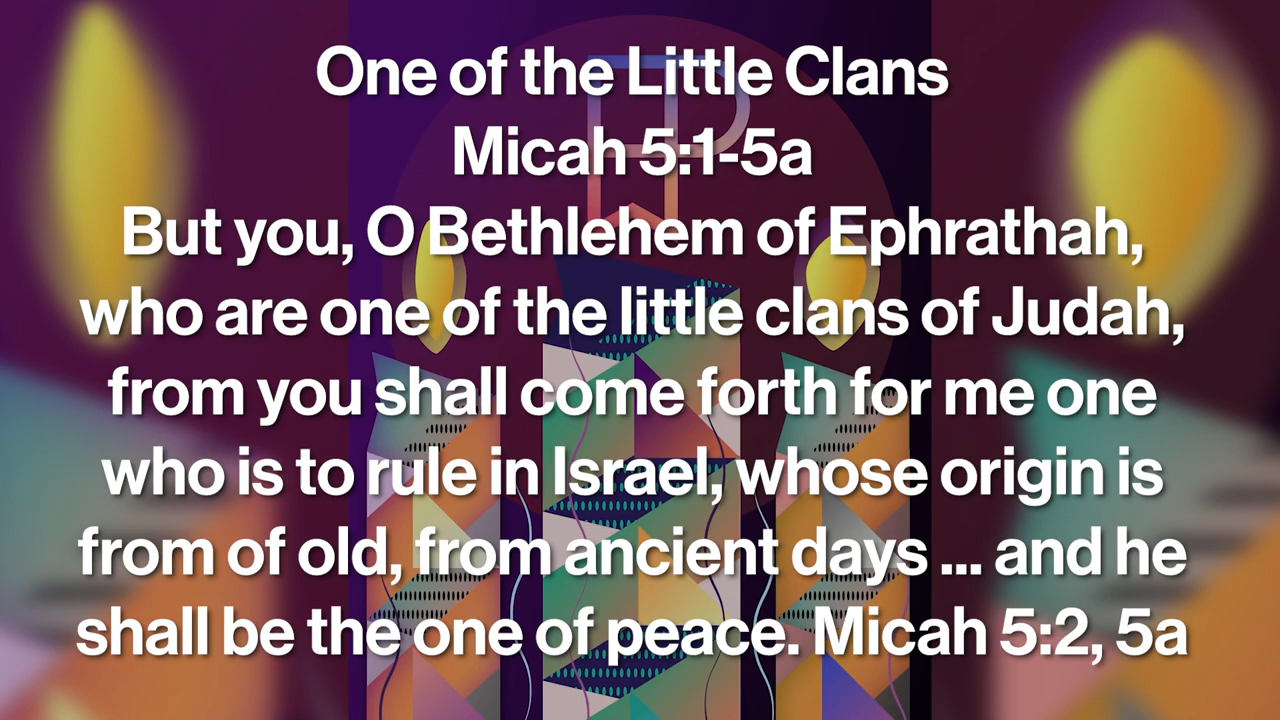 One of the Little Clans
Micah 5:1-5a
But you, O Bethlehem of Ephrathah,
who are one of the little clans of Judah,
from you shall come forth for me one
who is to rule in Israel, whose origin is
from of old, from ancient days ... and he
shall be the one of peace. Micah 5:2, 5a